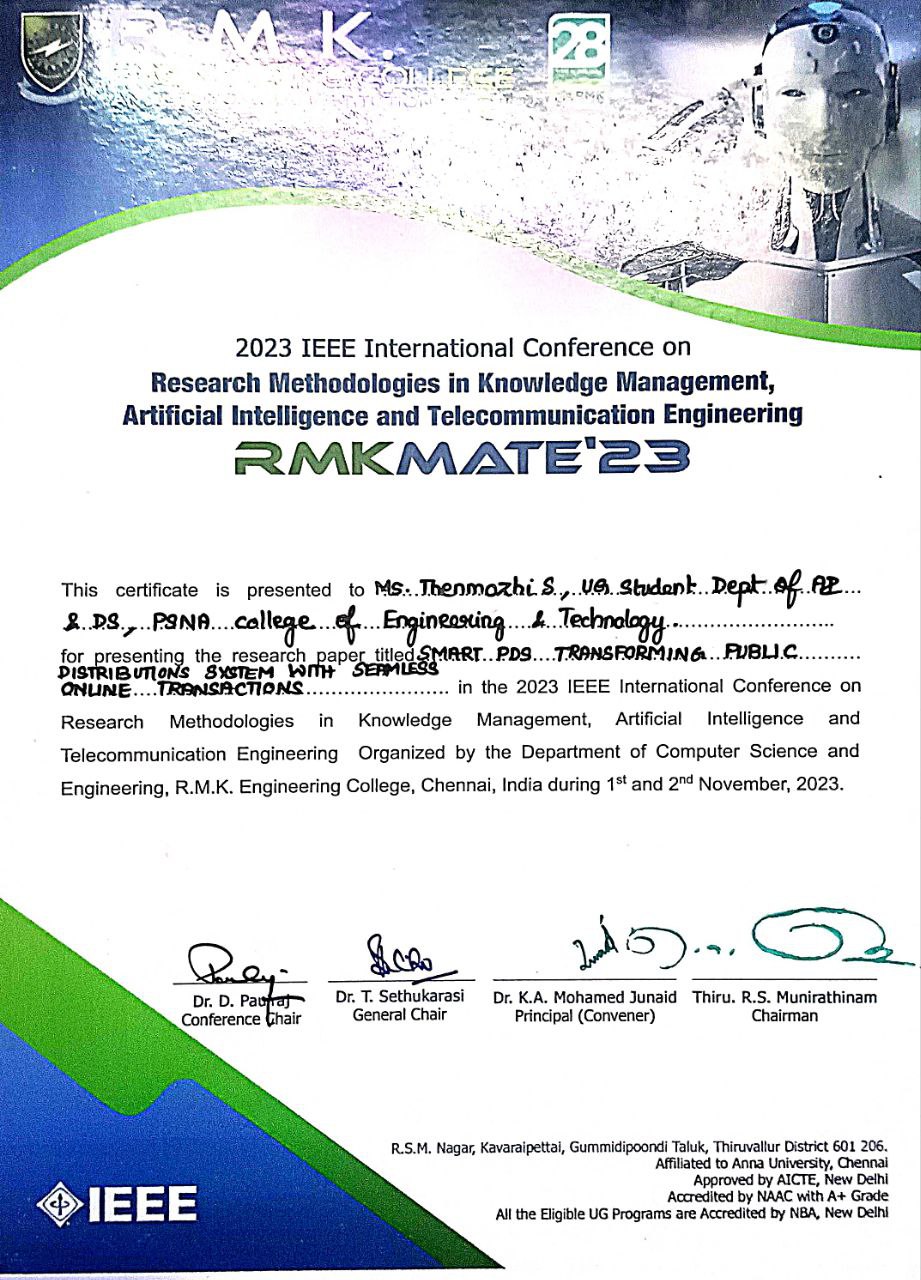 R. M. K.
COLLEGE
28
2023 IEEE International Conference on
Research Methodologies in Knowledge Management,
Artificial Intelligence and Telecommunication Engineering
RMKMATE'23
This certificate is presented to Ms. Thenmozhi S., UG Student Dept of AI
& DS, PSNA college of Engineering & Technology
for presenting the research paper titled SMART PDS TRANSFORMING PUBLIC
DISTRIBUTIONS SYSTEM WITH SEAMLESS
ONLINE TRANSACTIONS in the 2023 IEEE International Conference on
Research Methodologies in Knowledge Management, Artificial Intelligence and
Telecommunication Engineering Organized by the Department of Computer Science and
Engineering, R.M.K. Engineering College, Chennai, India during 1st and 2nd November, 2023.
Dr. D. Paulraj Dr. T. Sethukarasi Dr. K.A. Mohamed Junaid Thiru. R.S. Munirathinam
Conference Chair General Chair Principal (Convener) Chairman
R.S.M. Nagar, Kavaraipettai, Gummidipoondi Taluk, Thiruvallur District 601 206.
Affiliated to Anna University, Chennai
Approved by AICTE, New Delhi
Accredited by NAAC with A+ Grade
All the Eligible UG Programs are Accredited by NBA, New Delhi
IEEE